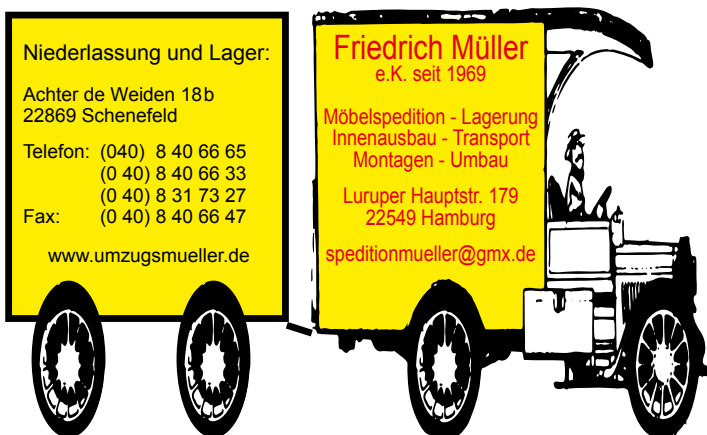 Niederlassung und Lager:
Achter de Weiden 18b
22869 Schenefeld
Telefon: (040) 8 40 66 65
(0 40) 8 40 66 33
(0 40) 8 31 73 27
Fax: (0 40) 8 40 66 47
www.umzugsmueller.de
Friedrich Müller
e.K. seit 1969
Möbelspedition - Lagerung
Innenausbau - Transport
Montagen - Umbau
Luruper Hauptstr. 179
22549 Hamburg
speditionmueller@gmx.de